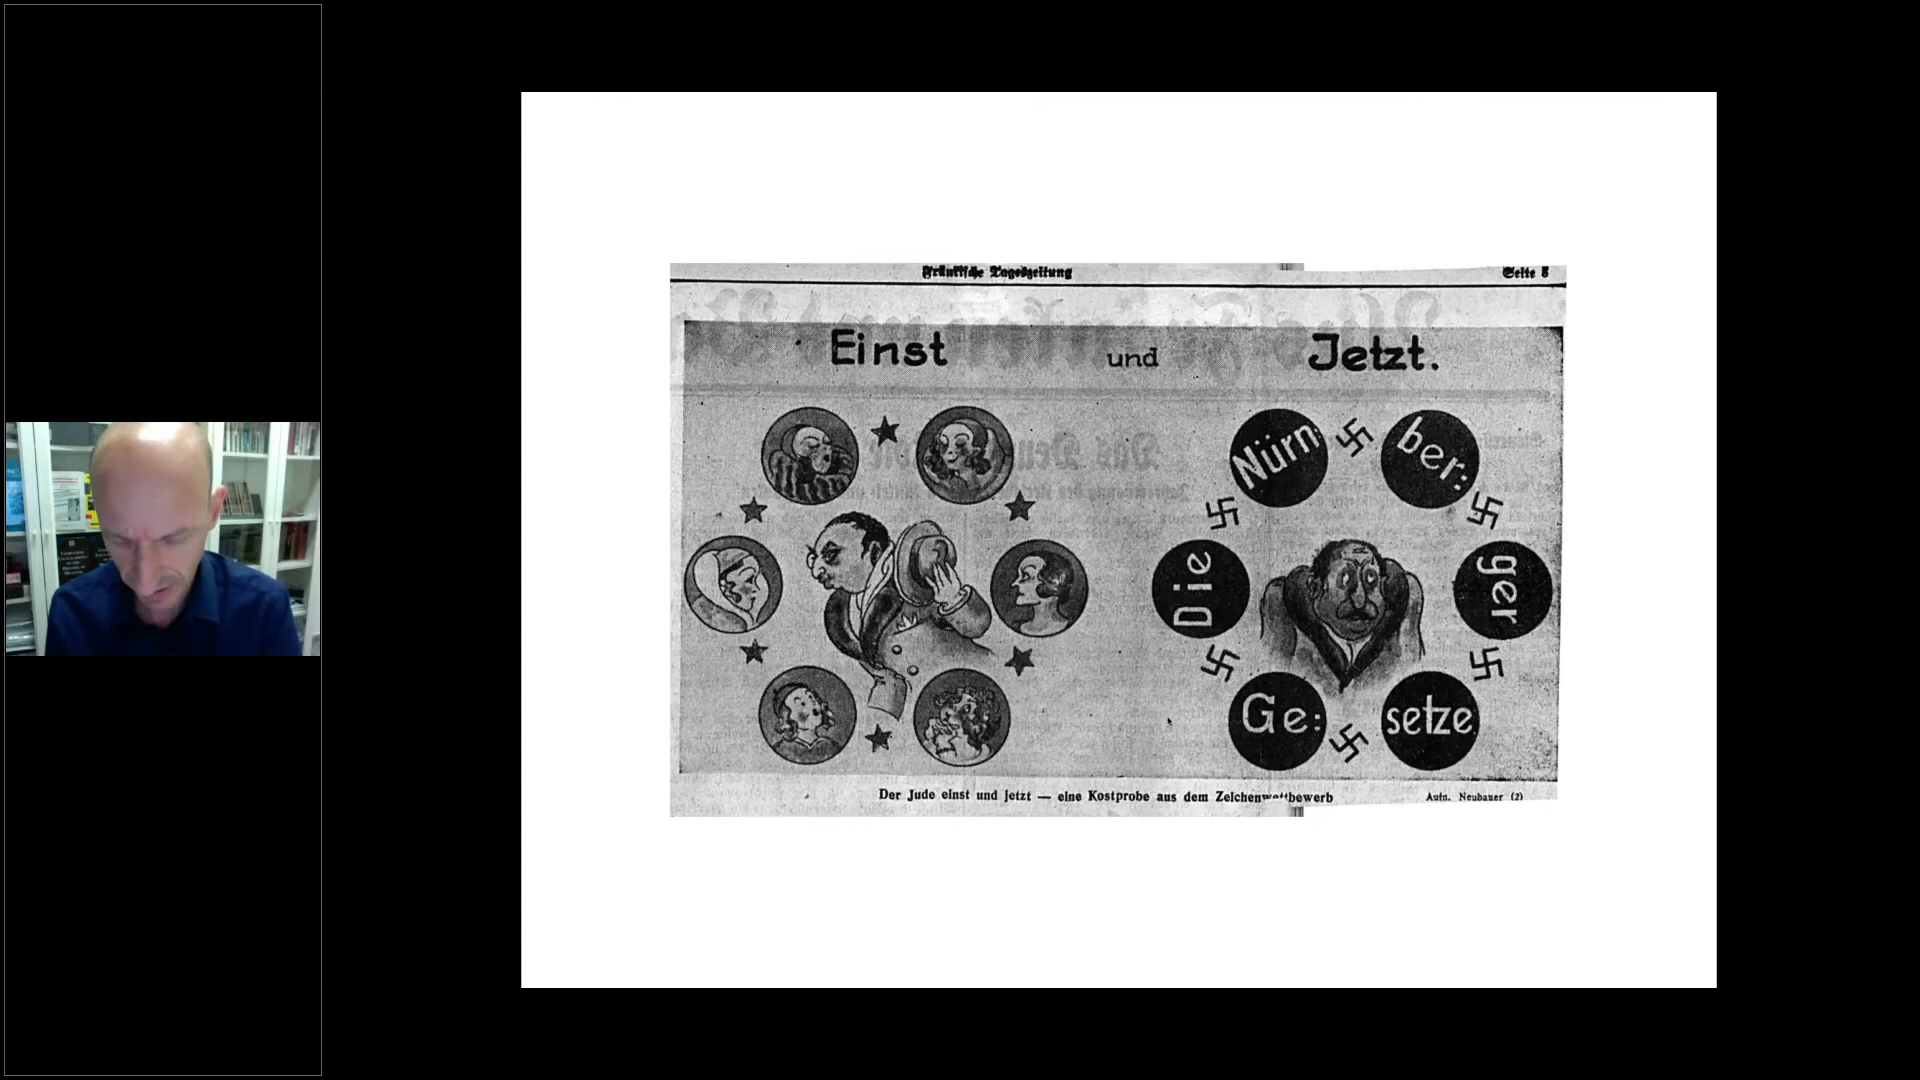 Fränkische Tageszeitung
Seite 8
Einst und Jetzt.
Die
Nürn:
ber:
ger
Ge:
setze
Der Jude einst und jetzt — eine Kostprobe aus dem Zeichenwettbewerb
Aufn. Neubauer (2)